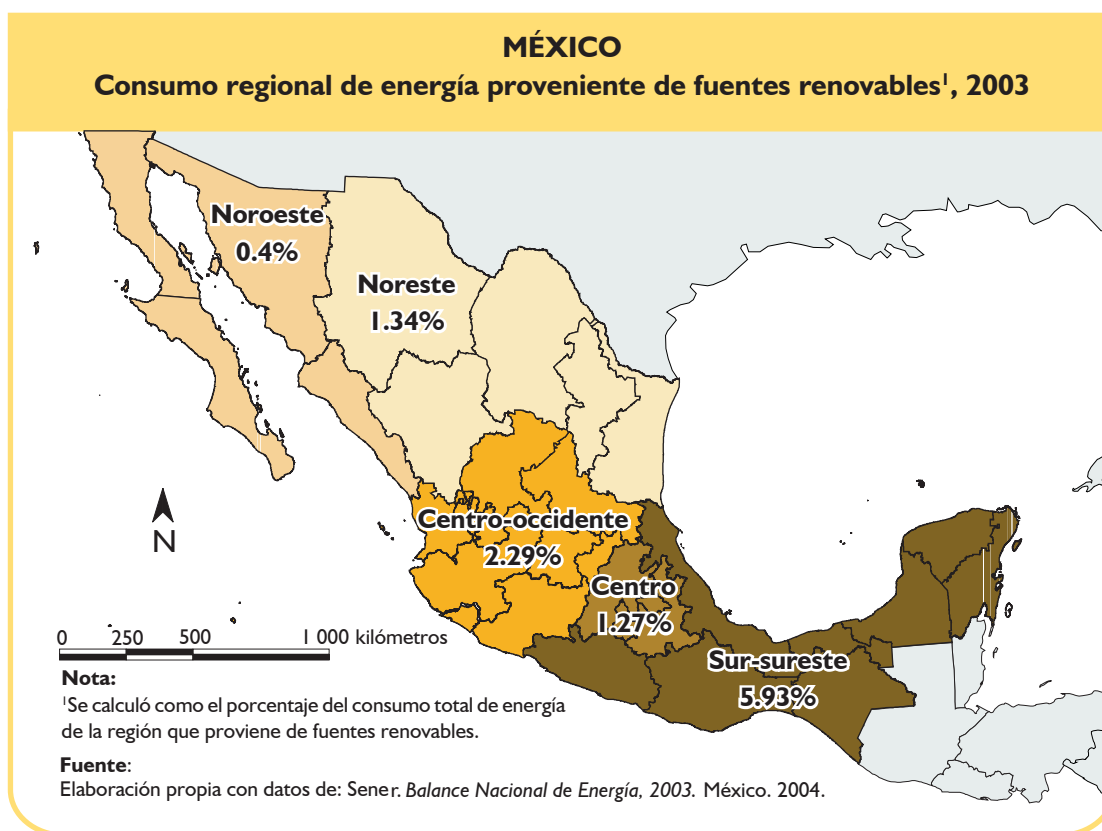 MÉXICO
Consumo regional de energía proveniente de fuentes renovables¹, 2003
Noroeste
0.4%
Noreste
1.34%
Centro-occidente
2.29%
Centro
1.27%
Sur-sureste
5.93%
N
0 250 500 1 000 kilómetros
Nota:
¹Se calculó como el porcentaje del consumo total de energía
de la región que proviene de fuentes renovables.
Fuente:
Elaboración propia con datos de: Sener. Balance Nacional de Energía, 2003. México. 2004.